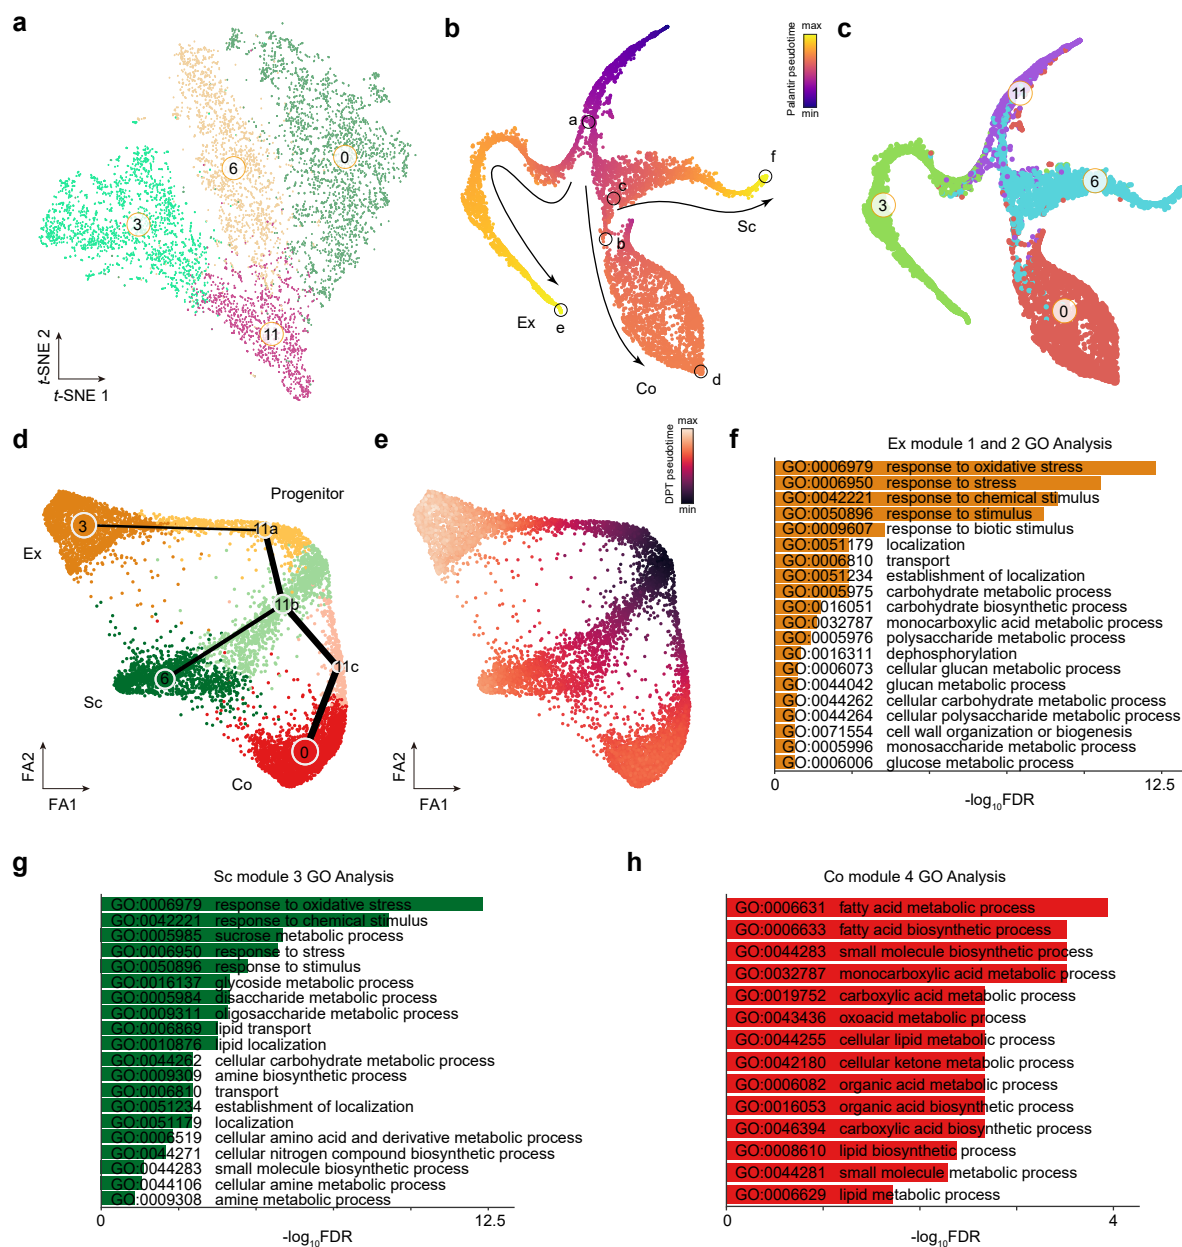 a
0
6
3
11
t-SNE 2
t-SNE 1
b
max
Palantir pseudotime
min
a
f
c
Sc
b
Ex
e
d
Co
c
11
6
3
0
d
Progenitor
3
11a
Ex
11b
11c
6
Sc
0
Co
FA2
FA1
e
max
DPT pseudotime
min
FA2
FA1
f
Ex module 1 and 2 GO Analysis
GO:0006979 response to oxidative stress
GO:0006950 response to stress
GO:0042221 response to chemical stimulus
GO:0050896 response to stimulus
GO:0009607 response to biotic stimulus
GO:0051179 localization
GO:0006810 transport
GO:0051234 establishment of localization
GO:0005975 carbohydrate metabolic process
GO:0016051 carbohydrate biosynthetic process
GO:0032787 monocarboxylic acid metabolic process
GO:0005976 polysaccharide metabolic process
GO:0016311 dephosphorylation
GO:0006073 cellular glucan metabolic process
GO:0044042 glucan metabolic process
GO:0044262 cellular carbohydrate metabolic process
GO:0044264 cellular polysaccharide metabolic process
GO:0071554 cell wall organization or biogenesis
GO:0005996 monosaccharide metabolic process
GO:0006006 glucose metabolic process
0 12.5
-log10FDR
g
Sc module 3 GO Analysis
GO:0006979 response to oxidative stress
GO:0042221 response to chemical stimulus
GO:0005985 sucrose metabolic process
GO:0006950 response to stress
GO:0050896 response to stimulus
GO:0016137 glycoside metabolic process
GO:0005984 disaccharide metabolic process
GO:0009311 oligosaccharide metabolic process
GO:0006869 lipid transport
GO:0010876 lipid localization
GO:0044262 cellular carbohydrate metabolic process
GO:0009309 amine biosynthetic process
GO:0006810 transport
GO:0051234 establishment of localization
GO:0051179 localization
GO:0006519 cellular amino acid and derivative metabolic process
GO:0044271 cellular nitrogen compound biosynthetic process
GO:0044283 small molecule biosynthetic process
GO:0044106 cellular amine metabolic process
GO:0009308 amine metabolic process
0 12.5
-log10FDR
h
Co module 4 GO Analysis
GO:0006631 fatty acid metabolic process
GO:0006633 fatty acid biosynthetic process
GO:0044283 small molecule biosynthetic process
GO:0032787 monocarboxylic acid metabolic process
GO:0019752 carboxylic acid metabolic process
GO:0043436 oxoacid metabolic process
GO:0044255 cellular lipid metabolic process
GO:0042180 cellular ketone metabolic process
GO:0006082 organic acid metabolic process
GO:0016053 organic acid biosynthetic process
GO:0046394 carboxylic acid biosynthetic process
GO:0008610 lipid biosynthetic process
GO:0044281 small molecule metabolic process
GO:0006629 lipid metabolic process
0 4
-log10FDR